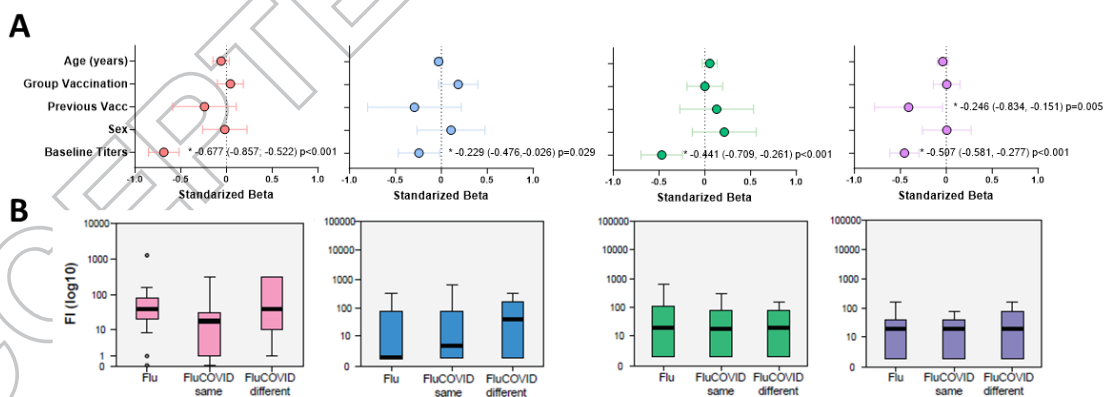 A
Age (years)
Group Vaccination
Previous Vacc
Sex
Baseline Titers
* -0.677 (-0.857; -0.522) p<0.001
-1.0 -0.5 0 0.5 1.0
Standarized Beta
* -0.229 (-0.476,-0.026) p=0.029
-1.0 -0.5 0 0.5 1.0
Standarized Beta
* -0.441 (-0.709, -0.261) p<0.001
-1.0 -0.5 0 0.5 1.0
Standarized Beta
* -0.246 (-0.834, -0.151) p=0.005
* -0.507 (-0.581, -0.277) p<0.001
-1.0 -0.5 0 0.5 1.0
Standarized Beta
B
FI (log10)
10000
1000
100
10
1
0
Flu FluCOVID same FluCOVID different
100000
10000
1000
100
10
0
Flu FluCOVID same FluCOVID different
100000
10000
1000
100
10
0
Flu FluCOVID same FluCOVID different
100000
10000
1000
100
10
0
Flu FluCOVID same FluCOVID different